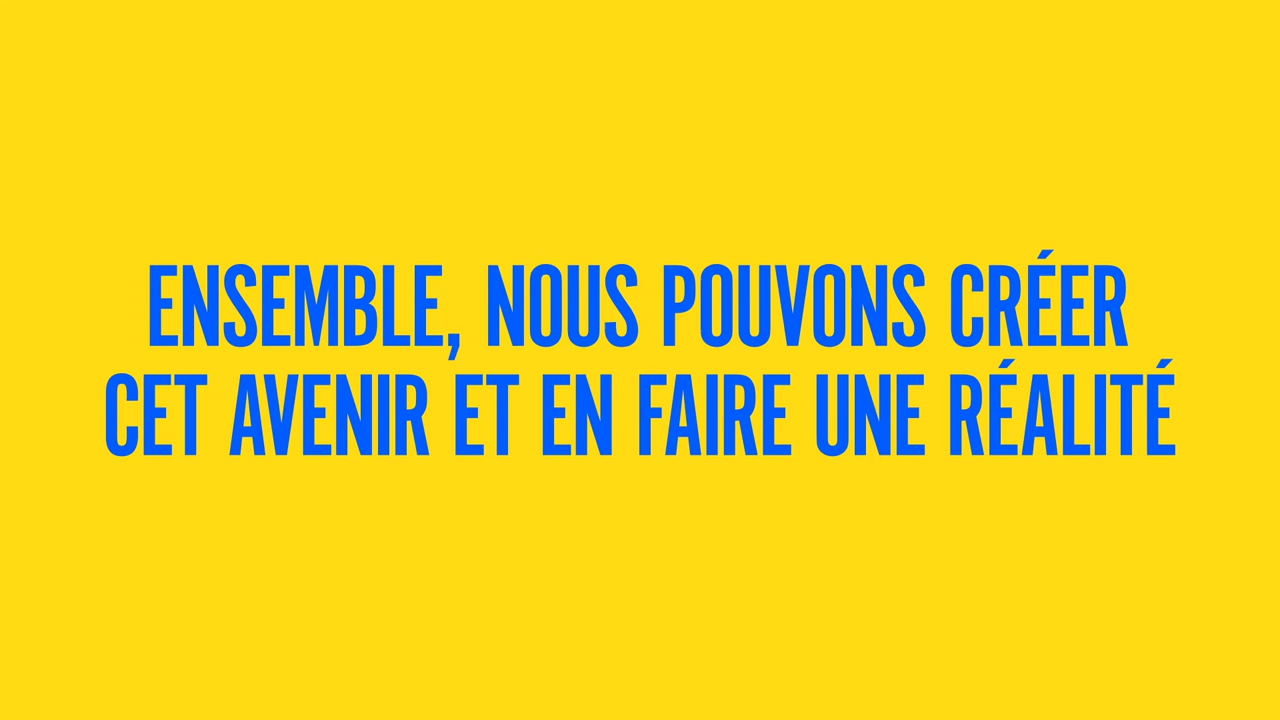 ENSEMBLE, NOUS POUVONS CRÉER
CET AVENIR ET EN FAIRE UNE RÉALITÉ